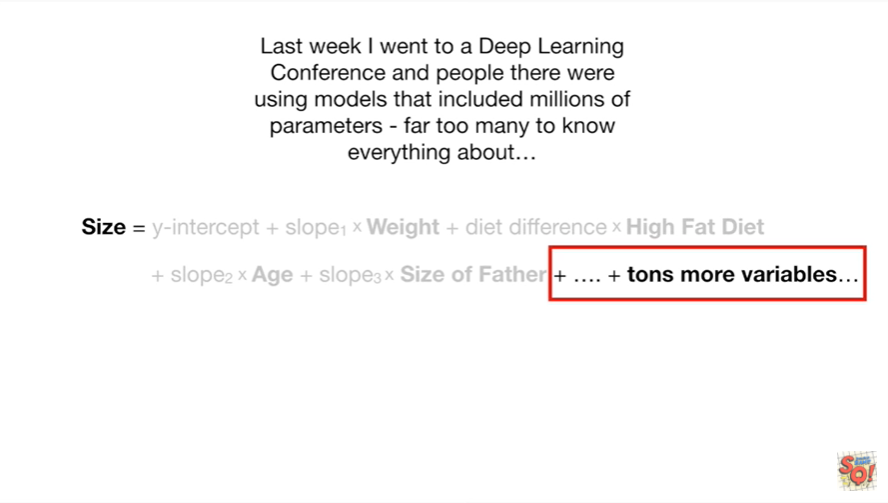 Last week I went to a Deep Learning
Conference and people there were
using models that included millions of
parameters - far too many to know
everything about…
Size = y-intercept + slope₁ x Weight + diet difference x High Fat Diet
+ slope₂ x Age + slope₃ x Size of Father + …. + tons more variables…
SQ!